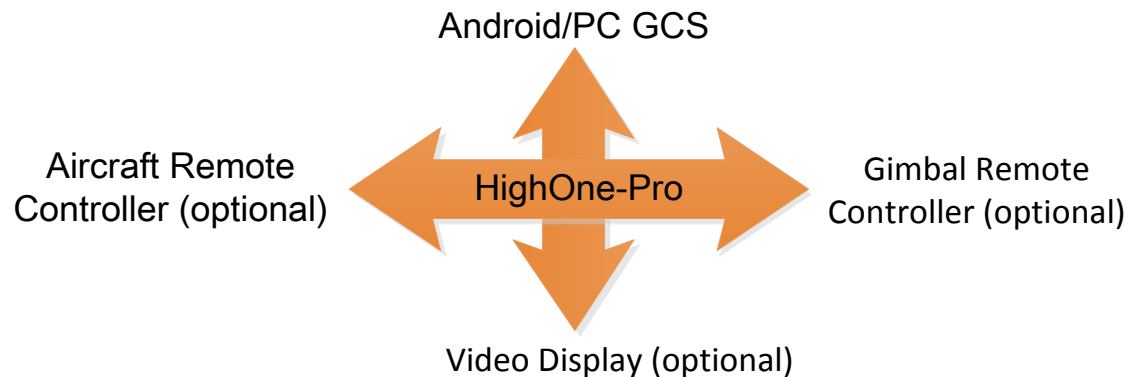 Android/PC GCS
Aircraft Remote
Controller (optional)
HighOne-Pro
Gimbal Remote
Controller (optional)
Video Display (optional)